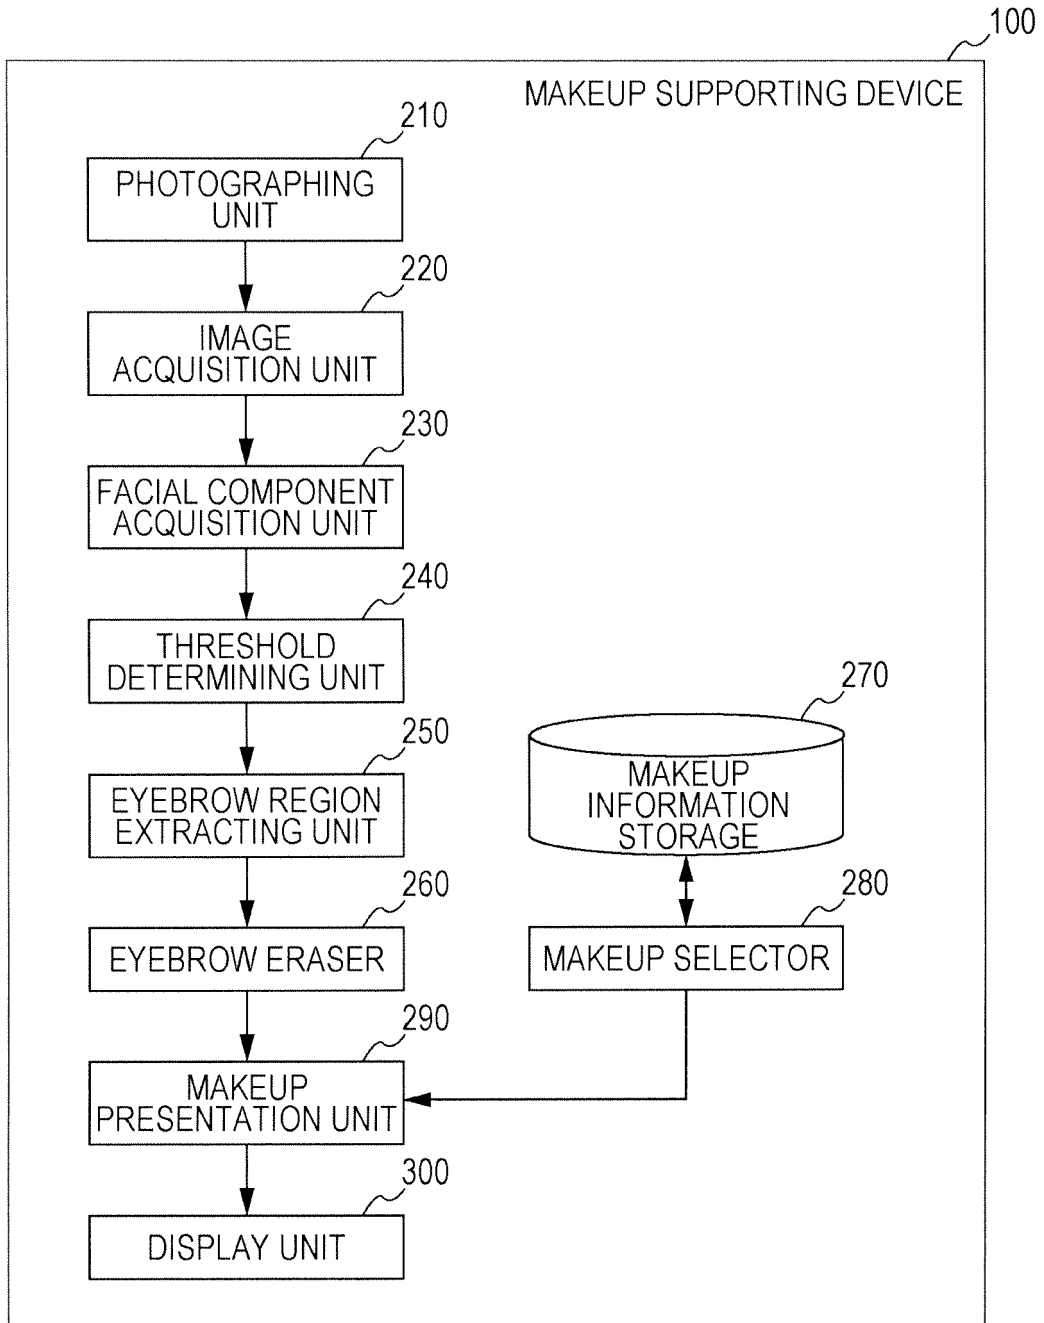 100
MAKEUP SUPPORTING DEVICE
210
PHOTOGRAPHING
UNIT
220
IMAGE
ACQUISITION UNIT
230
FACIAL COMPONENT
ACQUISITION UNIT
240
THRESHOLD
DETERMINING UNIT
250
EYEBROW REGION
EXTRACTING UNIT
260
EYEBROW ERASER
270
MAKEUP
INFORMATION
STORAGE
280
MAKEUP SELECTOR
290
MAKEUP
PRESENTATION UNIT
300
DISPLAY UNIT